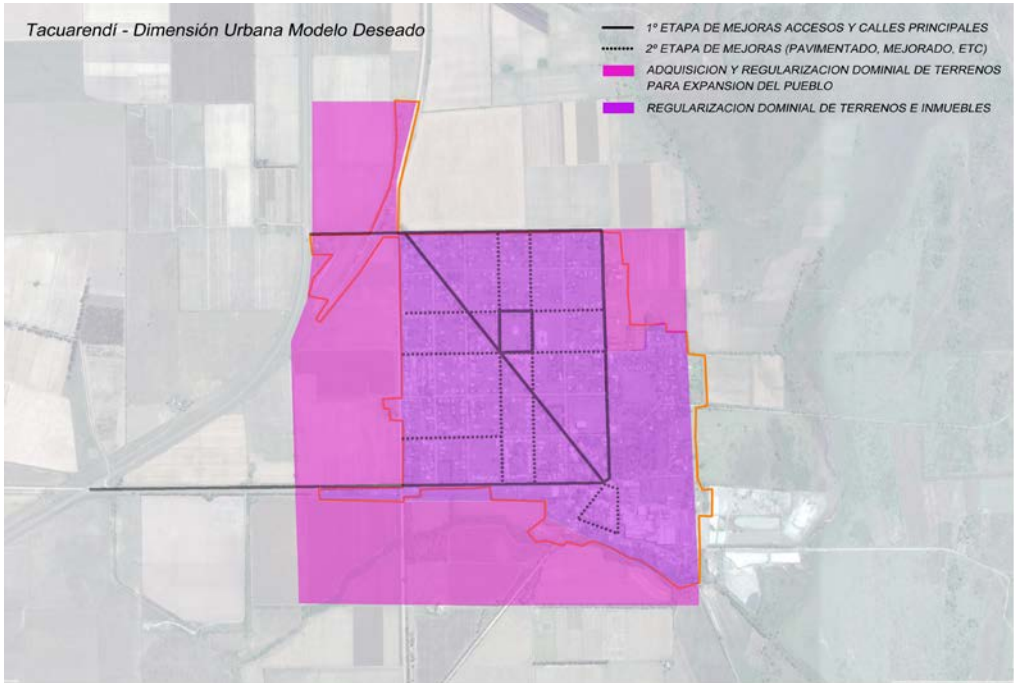 Tacuarendí - Dimensión Urbana Modelo Deseado
1º ETAPA DE MEJORAS ACCESOS Y CALLES PRINCIPALES
2º ETAPA DE MEJORAS (PAVIMENTADO, MEJORADO, ETC)
ADQUISICION Y REGULARIZACION DOMINIAL DE TERRENOS
PARA EXPANSION DEL PUEBLO
REGULARIZACION DOMINIAL DE TERRENOS E INMUEBLES